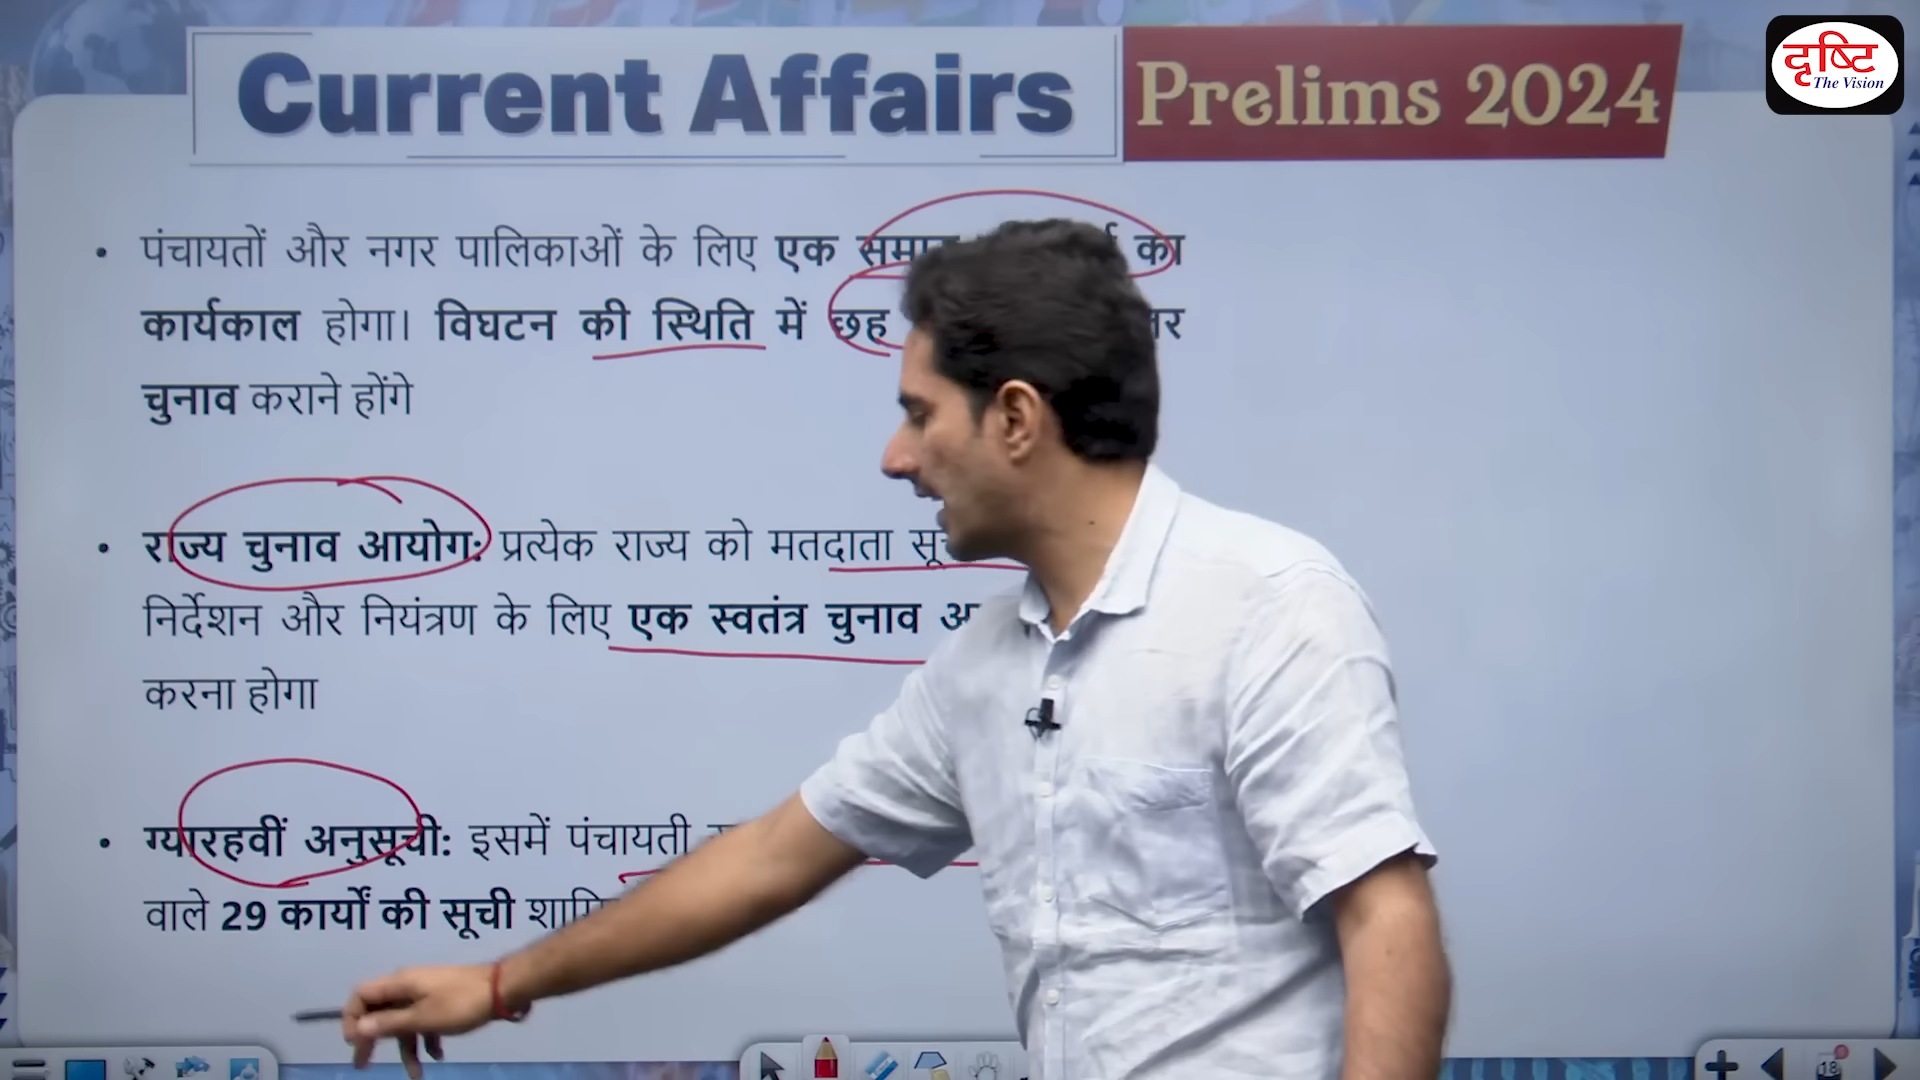 Current Affairs Prelims 2024
दृष्टि
The Vision
• पंचायतों और नगर पालिकाओं के लिए एक का
कार्यकाल होगा। विघटन की स्थिति में छह
चुनाव कराने होंगे
• राज्य चुनाव आयोग: प्रत्येक राज्य को मतदाता
निर्देशन और नियंत्रण के लिए एक स्वतंत्र चुनाव
करना होगा
• ग्यारहवीं अनुसूची: इसमें पंचायती
वाले 29 कार्यों की सूची
18